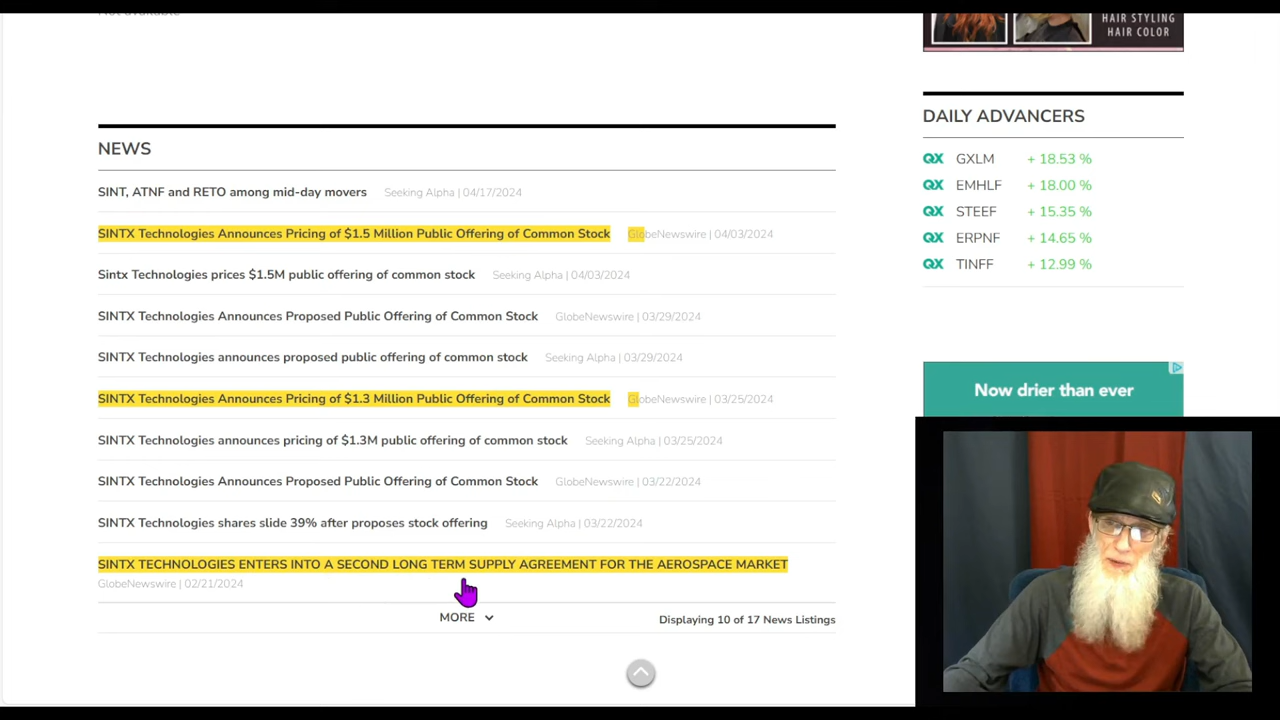 Not available
HAIR STYLING
HAIR COLOR
NEWS
SINT, ATNF and RETO among mid-day movers Seeking Alpha | 04/17/2024
SINTX Technologies Announces Pricing of $1.5 Million Public Offering of Common Stock GlobeNewswire | 04/03/2024
Sintx Technologies prices $1.5M public offering of common stock Seeking Alpha | 04/03/2024
SINTX Technologies Announces Proposed Public Offering of Common Stock GlobeNewswire | 03/29/2024
SINTX Technologies announces proposed public offering of common stock Seeking Alpha | 03/29/2024
SINTX Technologies Announces Pricing of $1.3 Million Public Offering of Common Stock GlobeNewswire | 03/25/2024
SINTX Technologies announces pricing of $1.3M public offering of common stock Seeking Alpha | 03/25/2024
SINTX Technologies Announces Proposed Public Offering of Common Stock GlobeNewswire | 03/22/2024
SINTX Technologies shares slide 39% after proposes stock offering Seeking Alpha | 03/22/2024
SINTX TECHNOLOGIES ENTERS INTO A SECOND LONG TERM SUPPLY AGREEMENT FOR THE AEROSPACE MARKET
GlobeNewswire | 02/21/2024
MORE
Displaying 10 of 17 News Listings
DAILY ADVANCERS
QX GXLM + 18.53 %
QX EMHLF + 18.00 %
QX STEEF + 15.35 %
QX ERPNF + 14.65 %
QX TINFF + 12.99 %
Now drier than ever